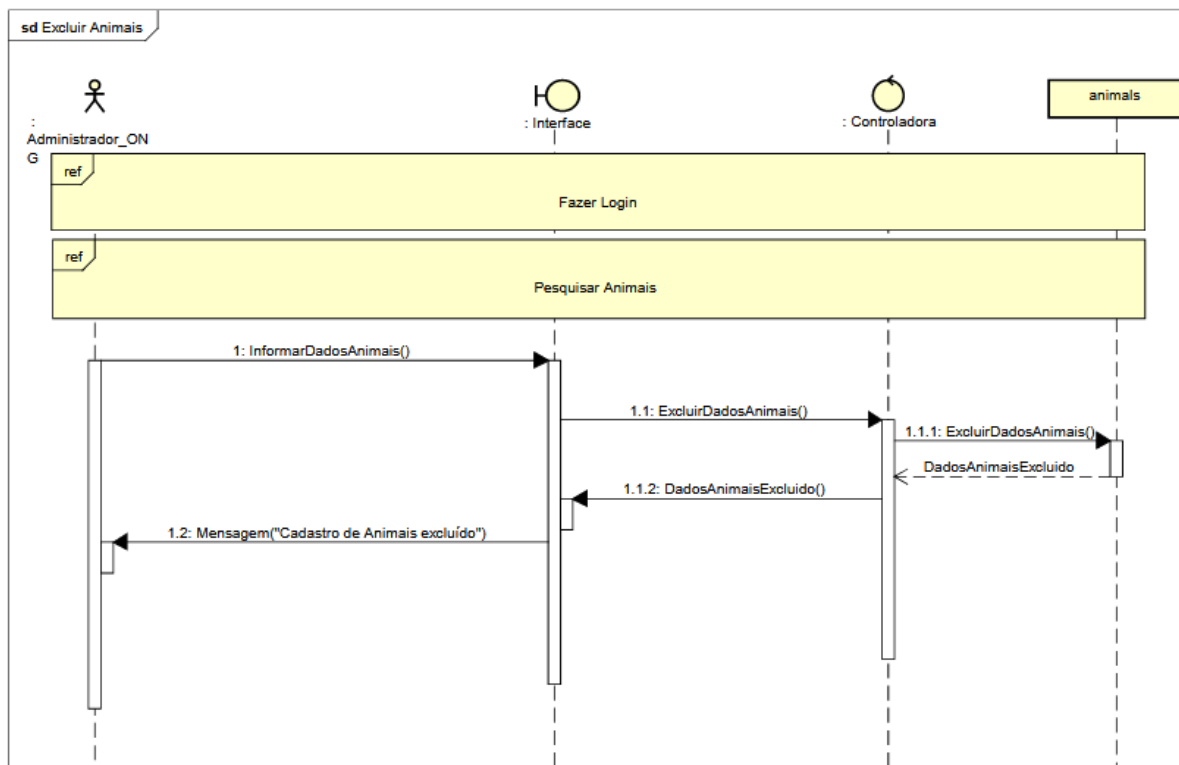 sd Excluir Animais
:
Administrador_ON
G
: Interface
: Controladora
animals
ref
Fazer Login
ref
Pesquisar Animais
1: InformarDadosAnimais()
1.1: ExcluirDadosAnimais()
1.1.1: ExcluirDadosAnimais()
DadosAnimaisExcluido
1.1.2: DadosAnimaisExcluido()
1.2: Mensagem("Cadastro de Animais excluído")